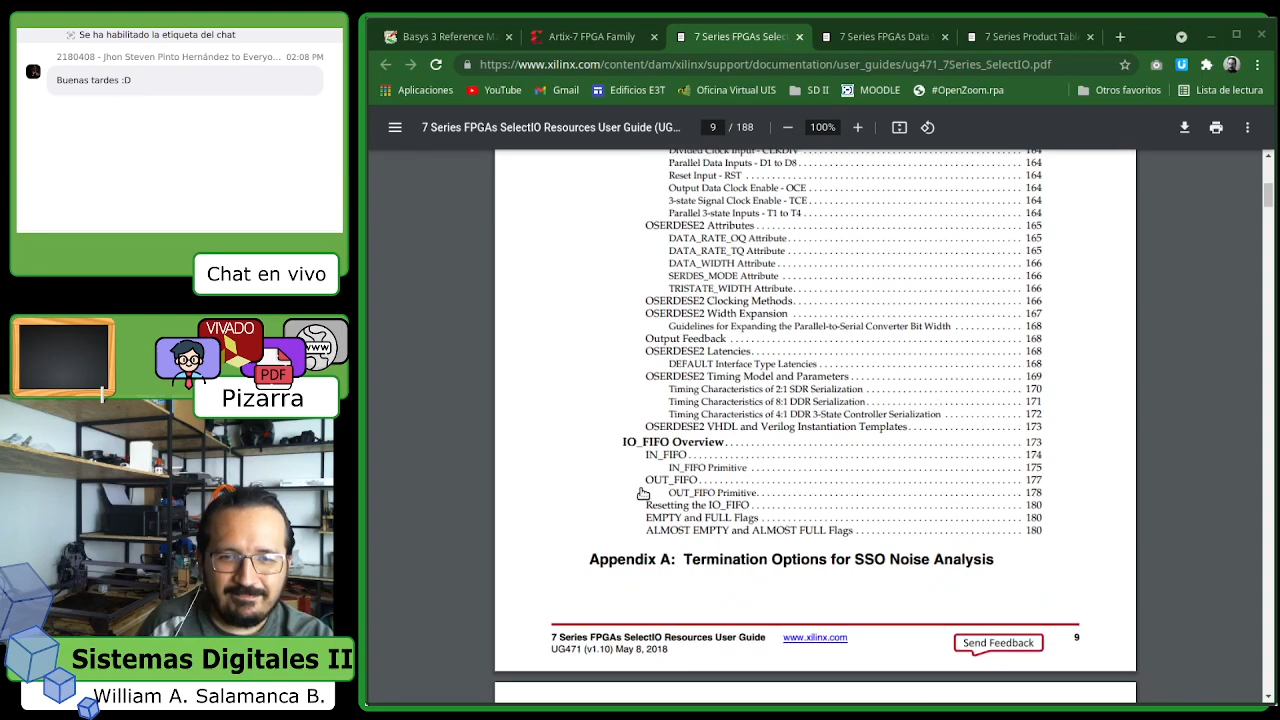 Se ha habilitado la etiqueta del chat
2180408 - Jhon Steven Pinto Hernández to Everyo... 02:08 PM
Buenas tardes :D
Chat en vivo
VIVADO
WWW
PDF
Pizarra
Sistemas Digitales II
William A. Salamanca B.
Basys 3 Reference M
Artix-7 FPGA Family
7 Series FPGAs Selec
7 Series FPGAs Data
7 Series Product Table
https://www.xilinx.com/content/dam/xilinx/support/documentation/user_guides/ug471_7Series_SelectIO.pdf
Aplicaciones
YouTube
Gmail
Edificios E3T
Oficina Virtual UIS
SD II
MOODLE
#OpenZoom.rpa
Otros favoritos
Lista de lectura
7 Series FPGAs SelectIO Resources User Guide (UG...
9 / 188
100%
Divided Clock Input - CLKDIV 164
Parallel Data Inputs - D1 to D8 164
Reset Input - RST 164
Output Data Clock Enable - OCE 164
3-state Signal Clock Enable - TCE 164
Parallel 3-state Inputs - T1 to T4 164
OSERDESE2 Attributes 165
DATA_RATE_OQ Attribute 165
DATA_RATE_TQ Attribute 165
DATA_WIDTH Attribute 166
SERDES_MODE Attribute 166
TRISTATE_WIDTH Attribute 166
OSERDESE2 Clocking Methods 166
OSERDESE2 Width Expansion 167
Guidelines for Expanding the Parallel-to-Serial Converter Bit Width 168
Output Feedback 168
OSERDESE2 Latencies 168
DEFAULT Interface Type Latencies 168
OSERDESE2 Timing Model and Parameters 169
Timing Characteristics of 2:1 SDR Serialization 170
Timing Characteristics of 8:1 DDR Serialization 171
Timing Characteristics of 4:1 DDR 3-State Controller Serialization 172
OSERDESE2 VHDL and Verilog Instantiation Templates 173
IO_FIFO Overview 173
IN_FIFO 174
IN_FIFO Primitive 175
OUT_FIFO 177
OUT_FIFO Primitive 178
Resetting the IO_FIFO 180
EMPTY and FULL Flags 180
ALMOST EMPTY and ALMOST FULL Flags 180
Appendix A: Termination Options for SSO Noise Analysis
7 Series FPGAs SelectIO Resources User Guide www.xilinx.com 9
UG471 (v1.10) May 8, 2018
Send Feedback